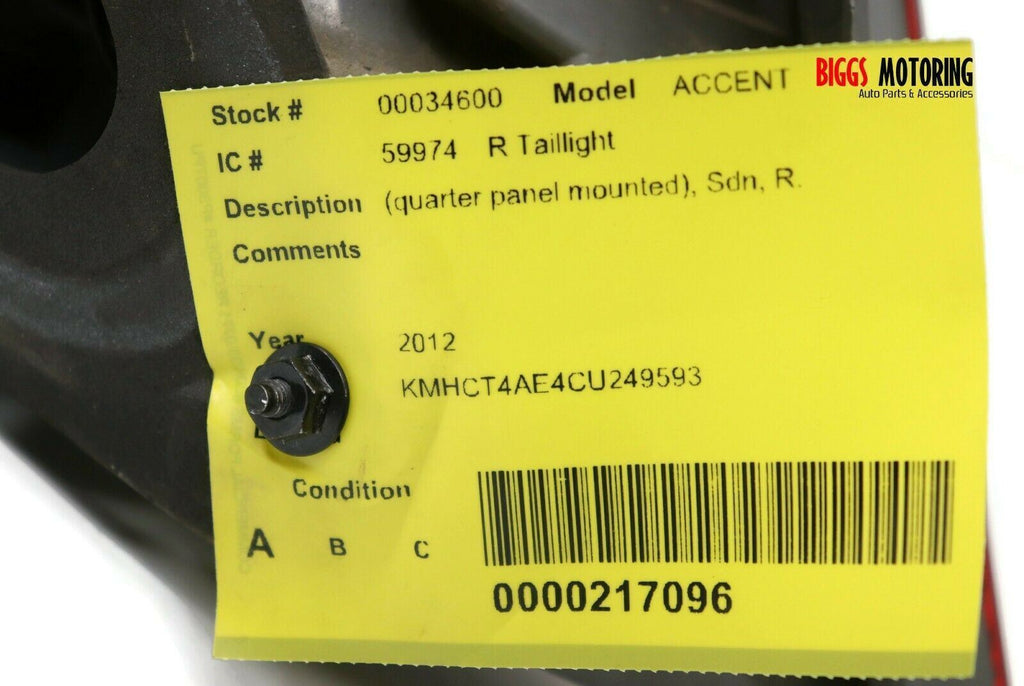 BIGGS MOTORING
Auto Parts & Accessories
Stock # 00034600 Model ACCENT
IC # 59974 R Taillight
Description (quarter panel mounted), Sdn, R.
Comments
Year 2012
KMHCT4AE4CU249593
Condition
A B C
0000217096